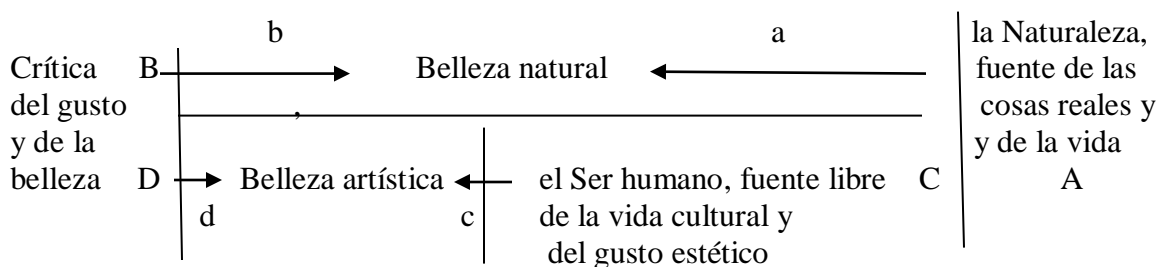 b a la Naturaleza,
Crítica B Belleza natural fuente de las
del gusto , cosas reales y
y de la y de la vida
belleza D Belleza artística el Ser humano, fuente libre C A
d c de la vida cultural y
del gusto estético